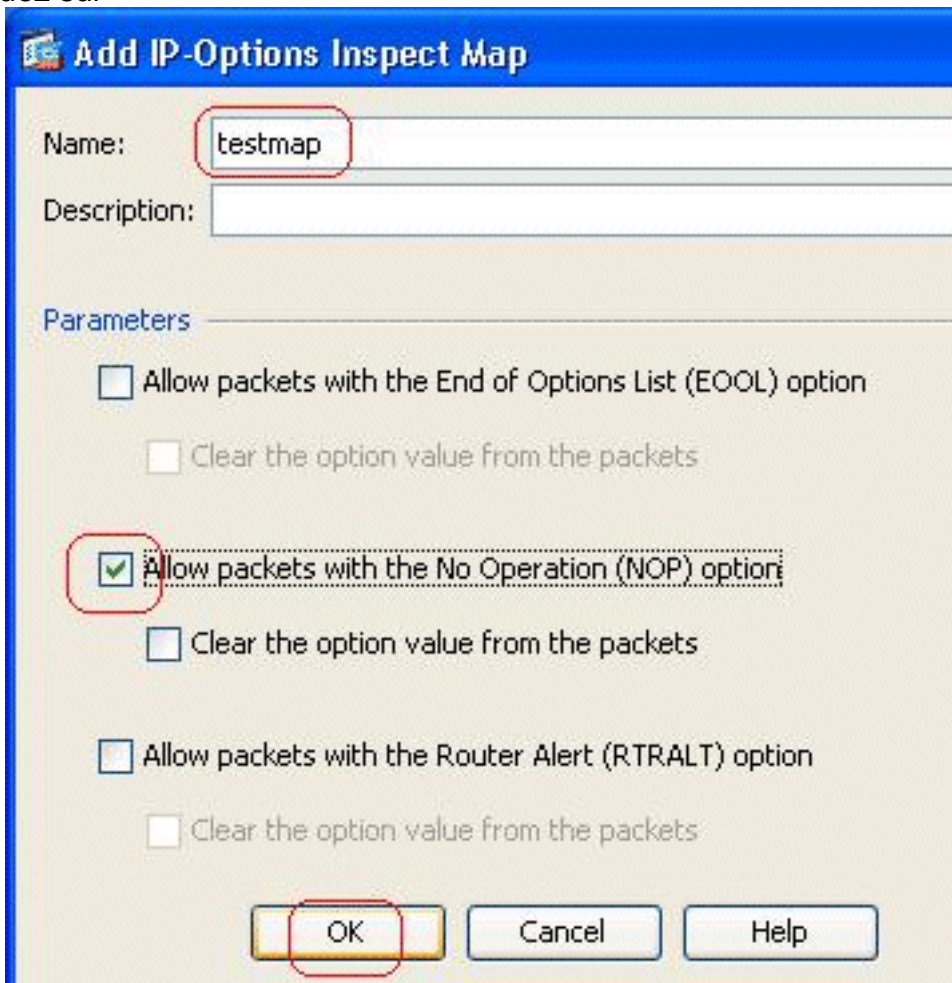 Add IP-Options Inspect Map
Name: testmap
Description:
Parameters
Allow packets with the End of Options List (EOOL) option
Clear the option value from the packets
Allow packets with the No Operation (NOP) option
Clear the option value from the packets
Allow packets with the Router Alert (RTRALT) option
Clear the option value from the packets
OK Cancel Help